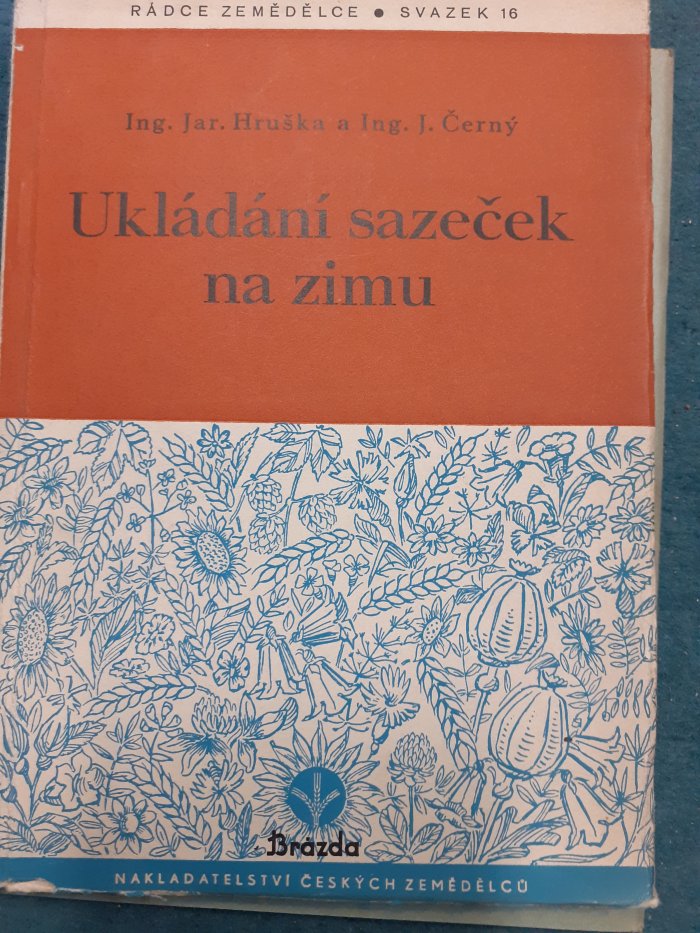 RÁDCE ZEMĚDĚLCE • SVAZEK 16
Ing. Jar. Hruška a Ing. J. Černý
Ukládání sazeček
na zimu
Brázda
NAKLADATELSTVÍ ČESKÝCH ZEMĚDĚLCŮ